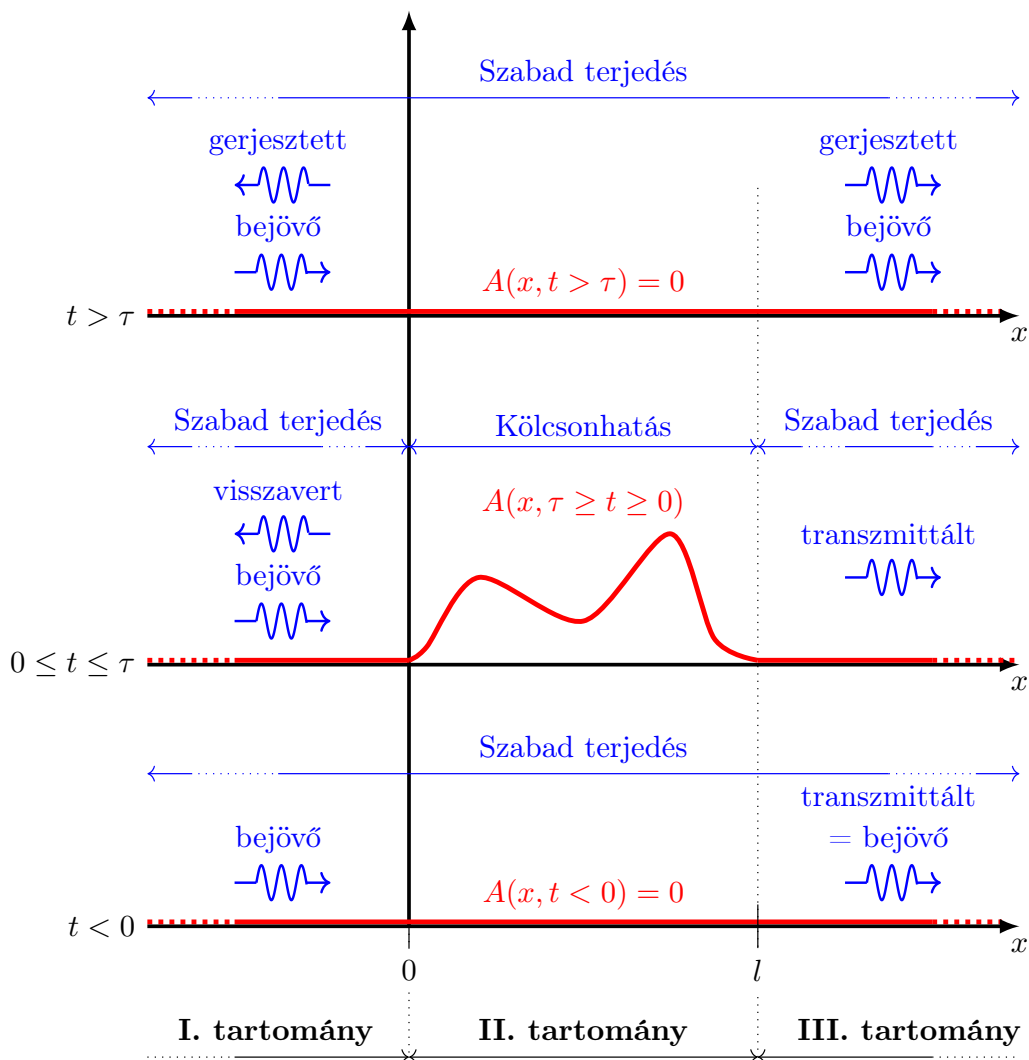 Szabad terjedés
gerjesztett
gerjesztett
bejövő
bejövő
A(x, t > τ) = 0
t > τ
x
Szabad terjedés
Kölcsonhatás
Szabad terjedés
visszavert
A(x, τ ≥ t ≥ 0)
transzmittált
bejövő
0 ≤ t ≤ τ
x
Szabad terjedés
transzmittált
bejövő
= bejövő
A(x, t < 0) = 0
t < 0
x
0
l
I. tartomány
II. tartomány
III. tartomány